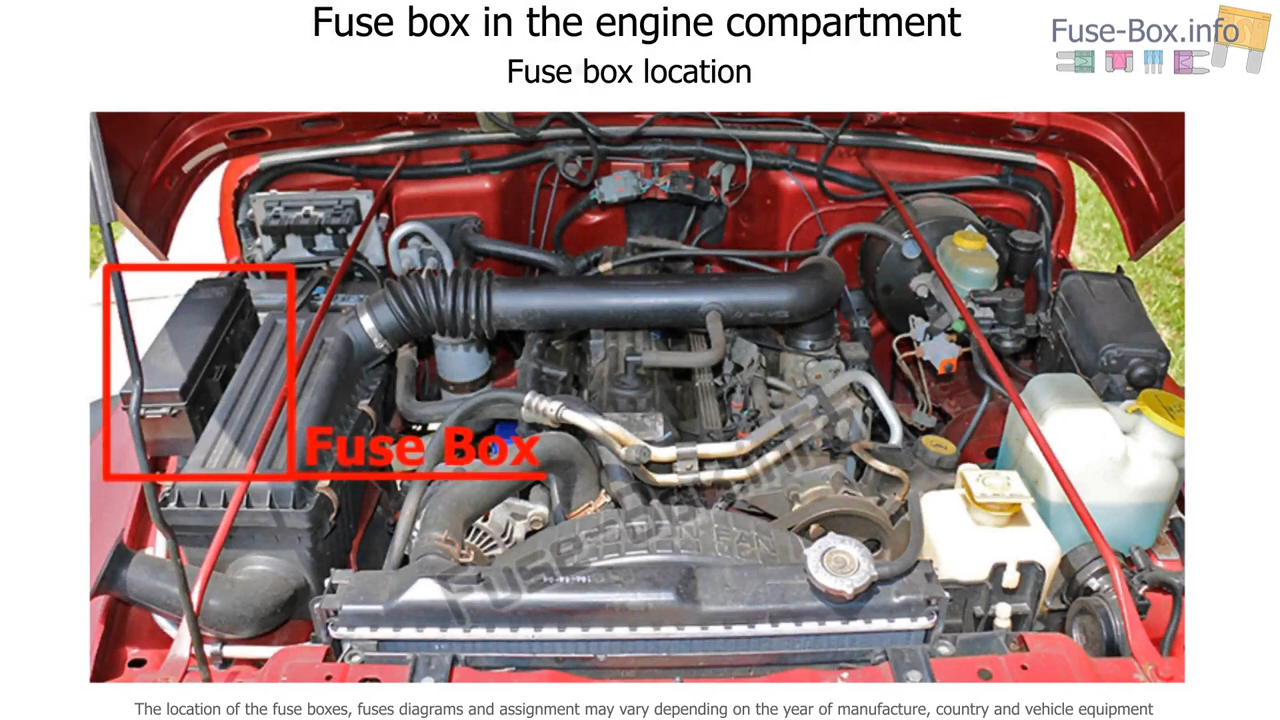 Fuse box in the engine compartment
Fuse-Box.info
Fuse box location
Fuse Box
The location of the fuse boxes, fuses diagrams and assignment may vary depending on the year of manufacture, country and vehicle equipment